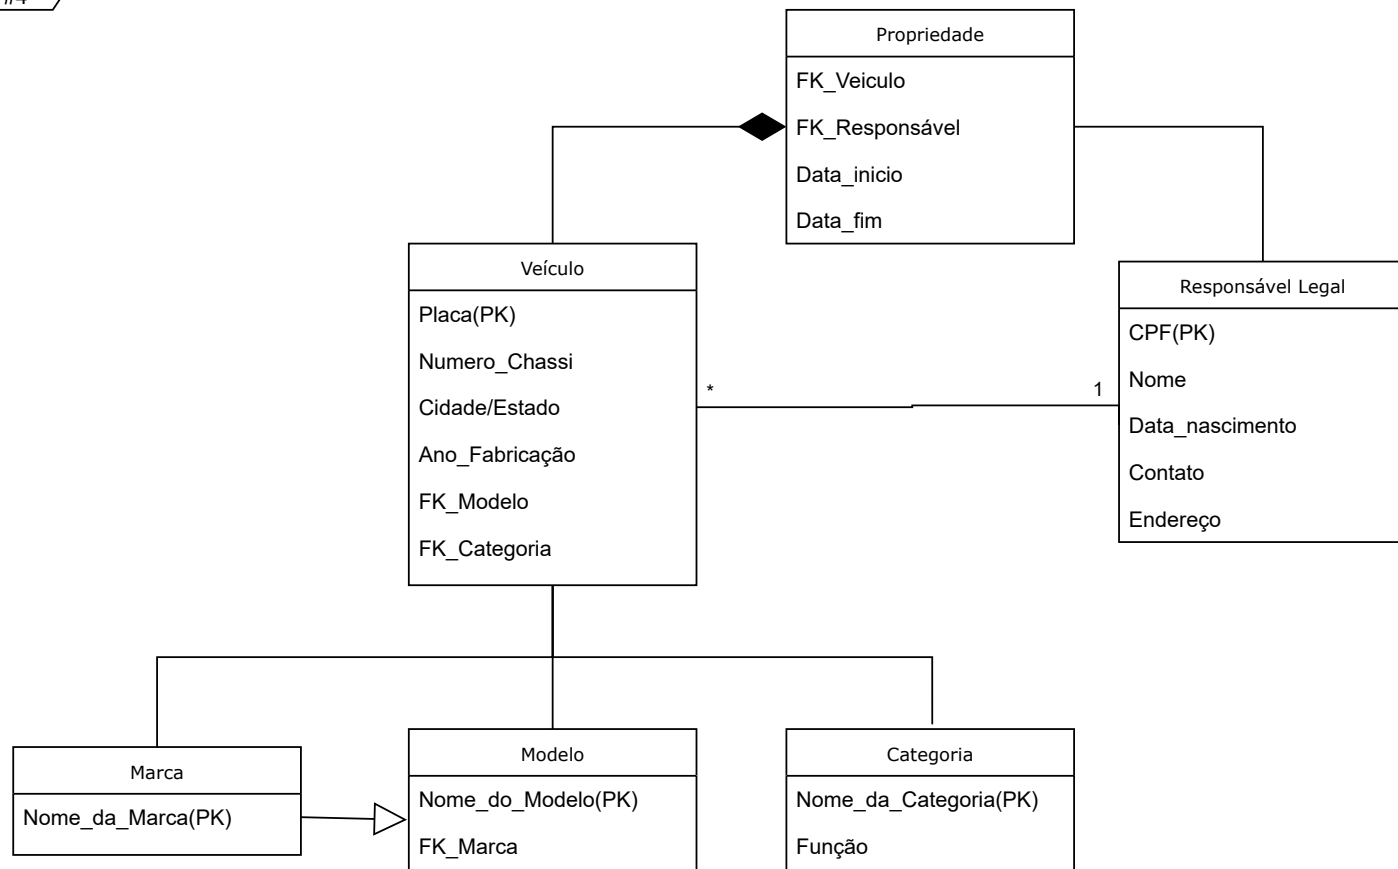 #4
Propriedade
FK_Veiculo
FK_Responsável
Data_inicio
Data_fim
Veículo
Placa(PK)
Numero_Chassi
Cidade/Estado
Ano_Fabricação
FK_Modelo
FK_Categoria
*
1
Responsável Legal
CPF(PK)
Nome
Data_nascimento
Contato
Endereço
Marca
Nome_da_Marca(PK)
Modelo
Nome_do_Modelo(PK)
FK_Marca
Categoria
Nome_da_Categoria(PK)
Função